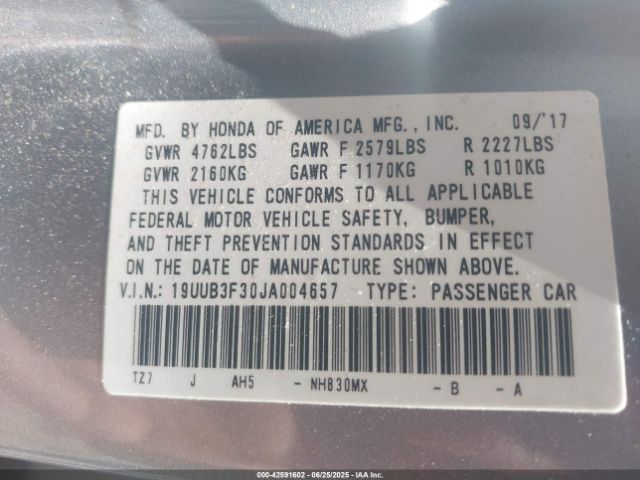 MFD. BY HONDA OF AMERICA MFG., INC. 09/'17
GVWR 4762LBS GAWR F 2579LBS R 2227LBS
GVWR 2160KG GAWR F 1170KG R 1010KG
THIS VEHICLE CONFORMS TO ALL APPLICABLE
FEDERAL MOTOR VEHICLE SAFETY, BUMPER,
AND THEFT PREVENTION STANDARDS IN EFFECT
ON THE DATE OF MANUFACTURE SHOWN ABOVE.
V.I.N.: 19UUB3F30JA004657 TYPE: PASSENGER CAR
TZ7 J AH5 - NH830MX - B - A
000-42591602 - 06/25/2025 - IAAI.COM